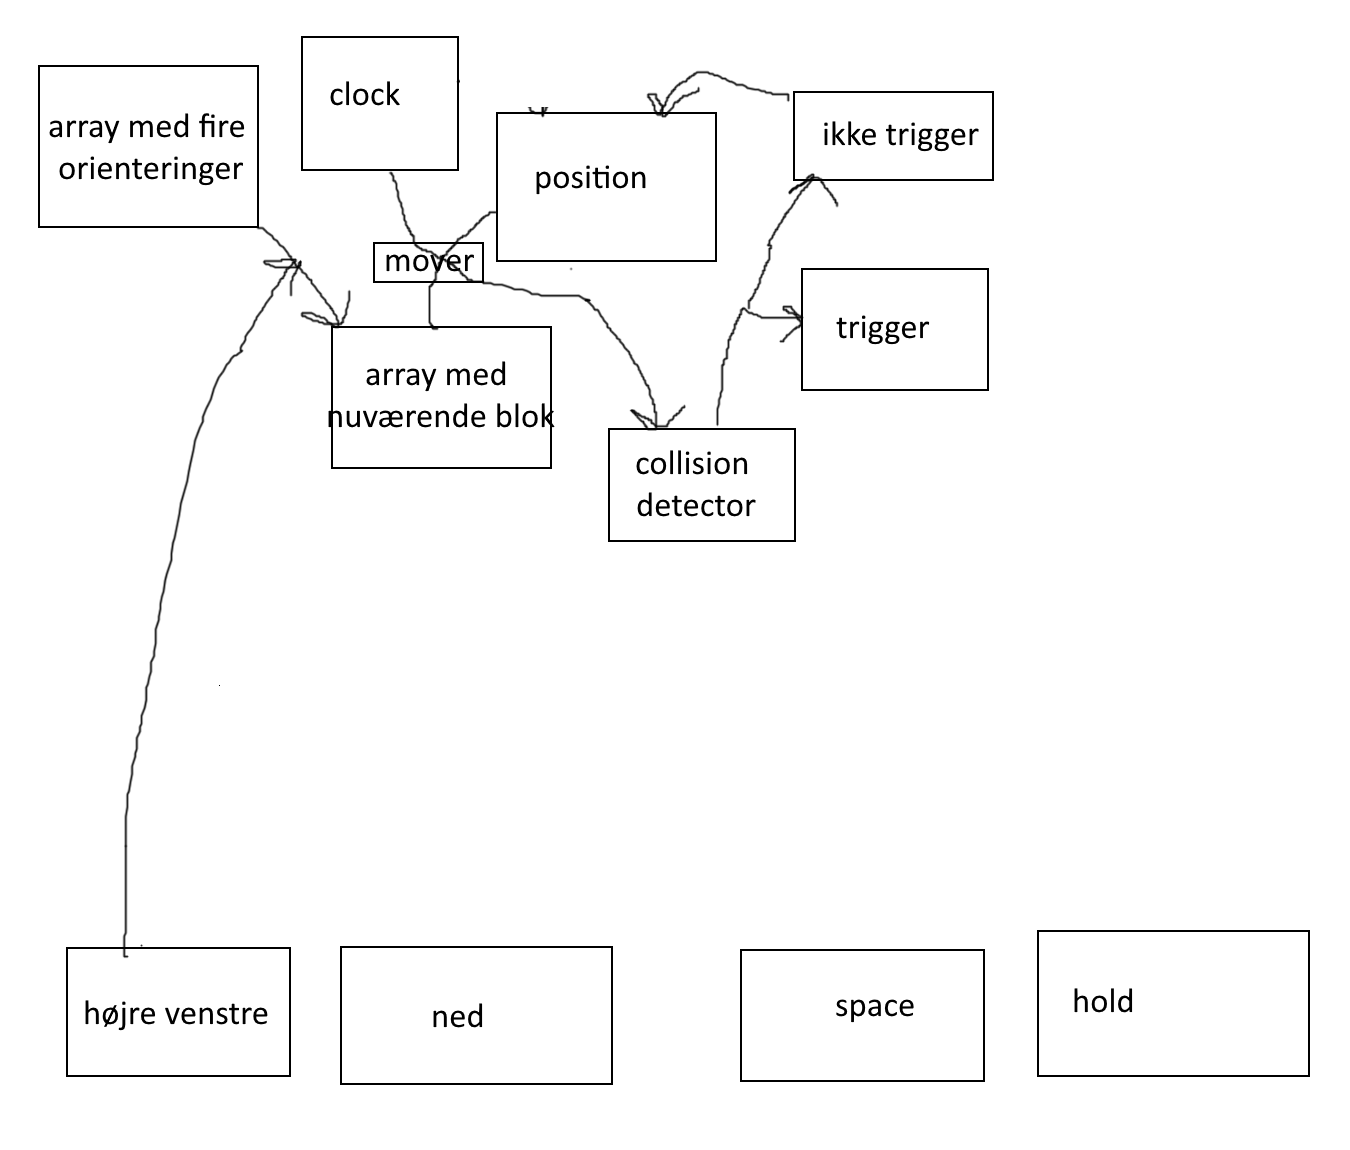 clock
array med fire
orienteringer
ikke trigger
position
mover
trigger
array med
nuværende blok
collision
detector
højre venstre
ned
space
hold